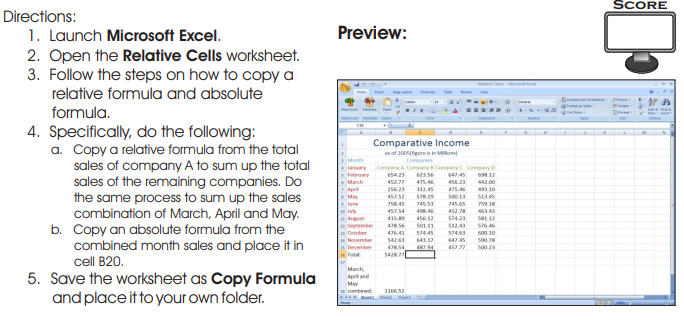 SCORE
Directions:
1. Launch Microsoft Excel.
2. Open the Relative Cells worksheet.
3. Follow the steps on how to copy a
relative formula and absolute
formula.
4. Specifically, do the following:
a. Copy a relative formula from the total
sales of company A to sum up the total
sales of the remaining companies. Do
the same process to sum up the sales
combination of March, April and May.
b. Copy an absolute formula from the
combined month sales and place it in
cell B20.
5. Save the worksheet as Copy Formula
and place it to your own folder.
Preview:
Comparative Income
as of 2005(figure is in Millions)
Month Companies
January Company A Company B Company C Company D
February 654.23 623.56 647.45 698.12
March 452.77 475.46 456.23 442.00
April 256.23 312.45 475.46 493.10
May 457.52 578.19 500.13 513.45
June 758.45 745.53 745.65 759.18
July 457.54 498.46 452.78 463.43
August 415.89 456.12 574.23 581.12
September 478.56 501.11 512.43 576.46
October 476.41 574.45 574.63 600.10
November 542.63 643.17 647.45 590.78
December 478.54 487.94 457.77 500.23
Total: 5428.77
March,
April and
May
combined: 1166.52